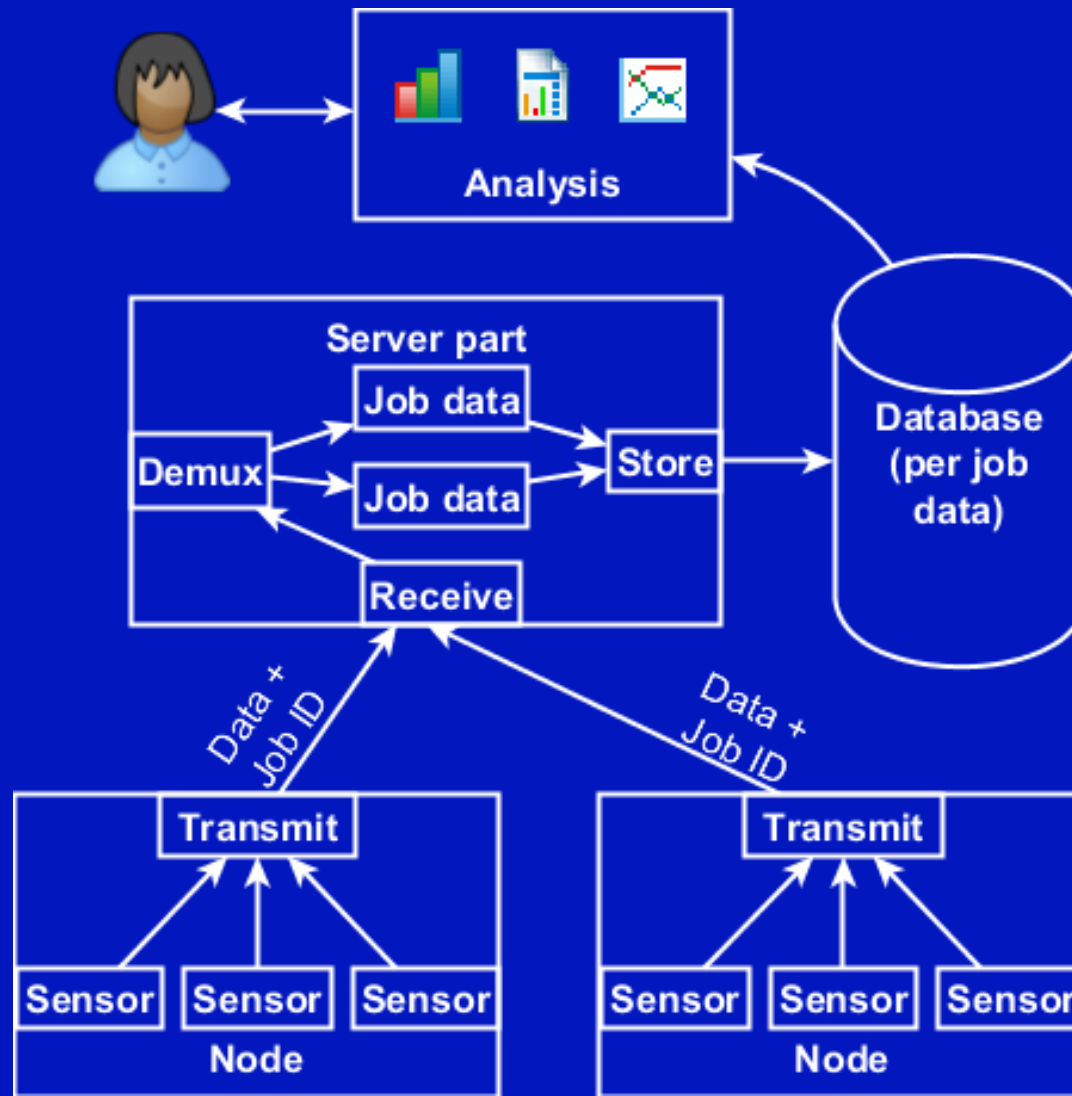 Analysis
Server part
Job data
Demux
Job data
Store
Receive
Database
(per job
data)
Data +
Job ID
Data +
Job ID
Transmit
Sensor
Sensor
Sensor
Node
Transmit
Sensor
Sensor
Sensor
Node